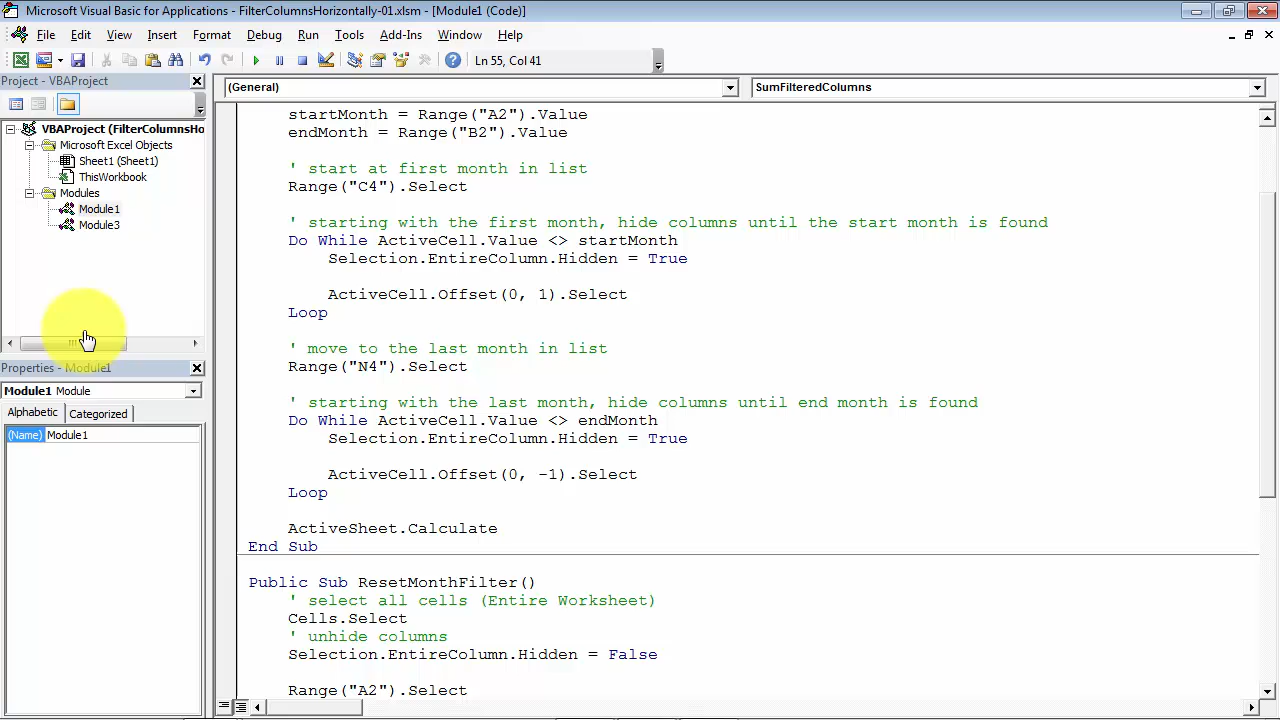 Microsoft Visual Basic for Applications - FilterColumnsHorizontally-01.xlsm - [Module1 (Code)]
File Edit View Insert Format Debug Run Tools Add-Ins Window Help
Ln 55, Col 41
Project - VBAProject
(General)
SumFilteredColumns
VBAProject (FilterColumnsHo
Microsoft Excel Objects
Sheet1 (Sheet1)
ThisWorkbook
Modules
Module1
Module3
Properties - Module1
Module1 Module
Alphabetic Categorized
(Name) Module1
startMonth = Range("A2").Value
endMonth = Range("B2").Value
' start at first month in list
Range("C4").Select
' starting with the first month, hide columns until the start month is found
Do While ActiveCell.Value <> startMonth
Selection.EntireColumn.Hidden = True
ActiveCell.Offset(0, 1).Select
Loop
' move to the last month in list
Range("N4").Select
' starting with the last month, hide columns until end month is found
Do While ActiveCell.Value <> endMonth
Selection.EntireColumn.Hidden = True
ActiveCell.Offset(0, -1).Select
Loop
ActiveSheet.Calculate
End Sub
Public Sub ResetMonthFilter()
' select all cells (Entire Worksheet)
Cells.Select
' unhide columns
Selection.EntireColumn.Hidden = False
Range("A2").Select